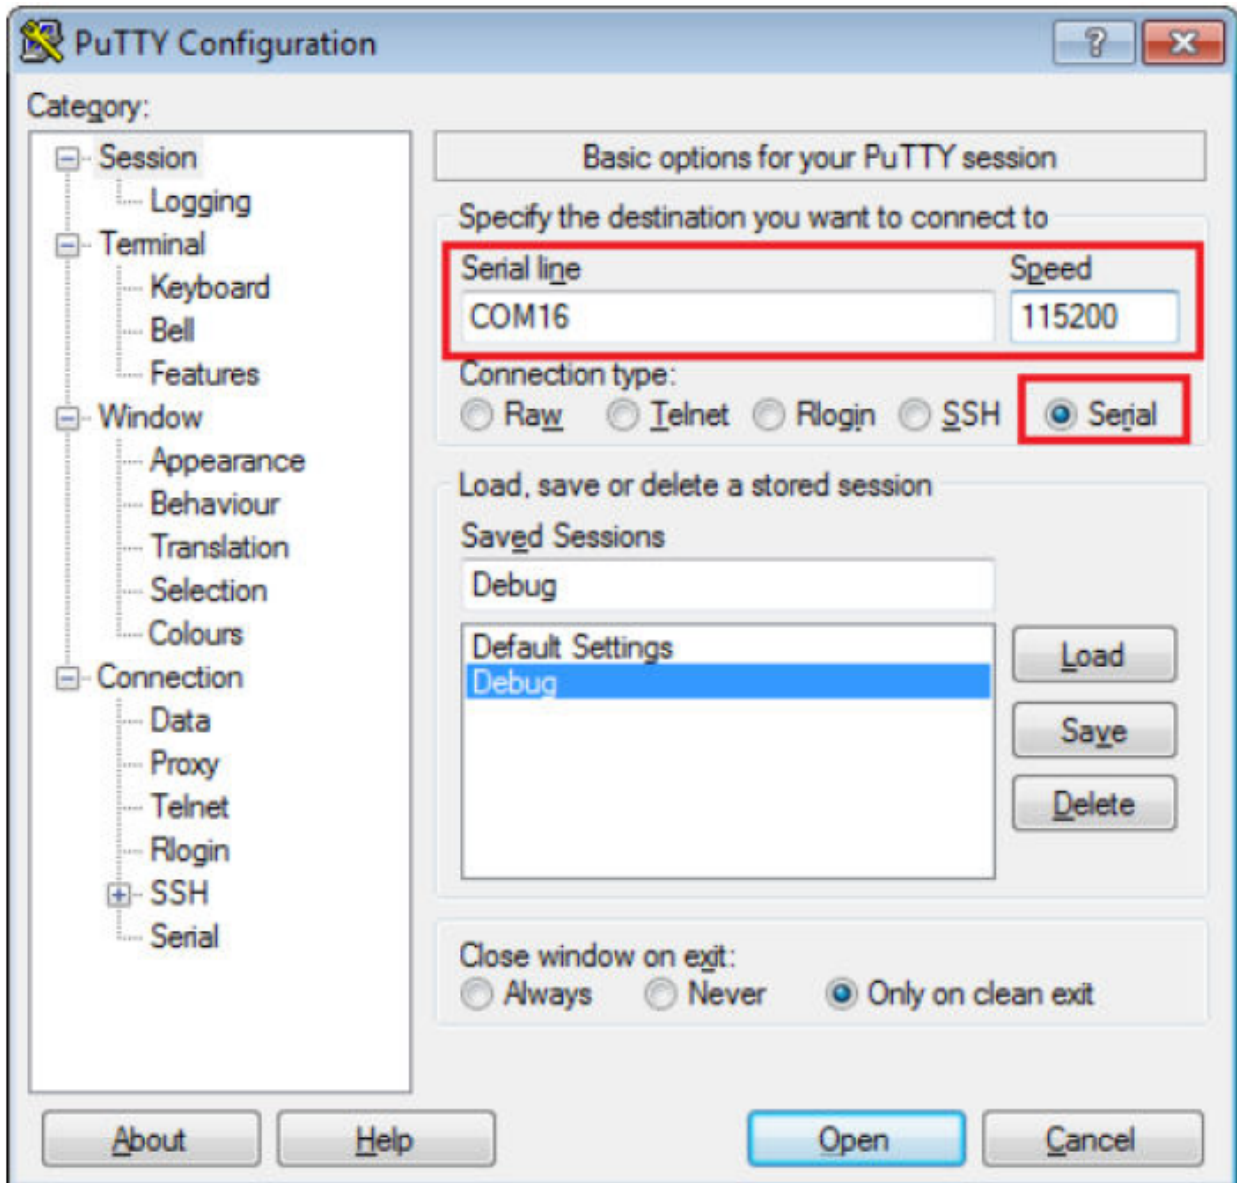 PuTTY Configuration
Category:
Session
Logging
Terminal
Keyboard
Bell
Features
Window
Appearance
Behaviour
Translation
Selection
Colours
Connection
Data
Proxy
Telnet
Rlogin
SSH
Serial
Basic options for your PuTTY session
Specify the destination you want to connect to
Serial line Speed
COM16 115200
Connection type:
Raw Telnet Rlogin SSH Serial
Load, save or delete a stored session
Saved Sessions
Debug
Default Settings
Debug
Load
Save
Delete
Close window on exit:
Always Never Only on clean exit
About Help Open Cancel